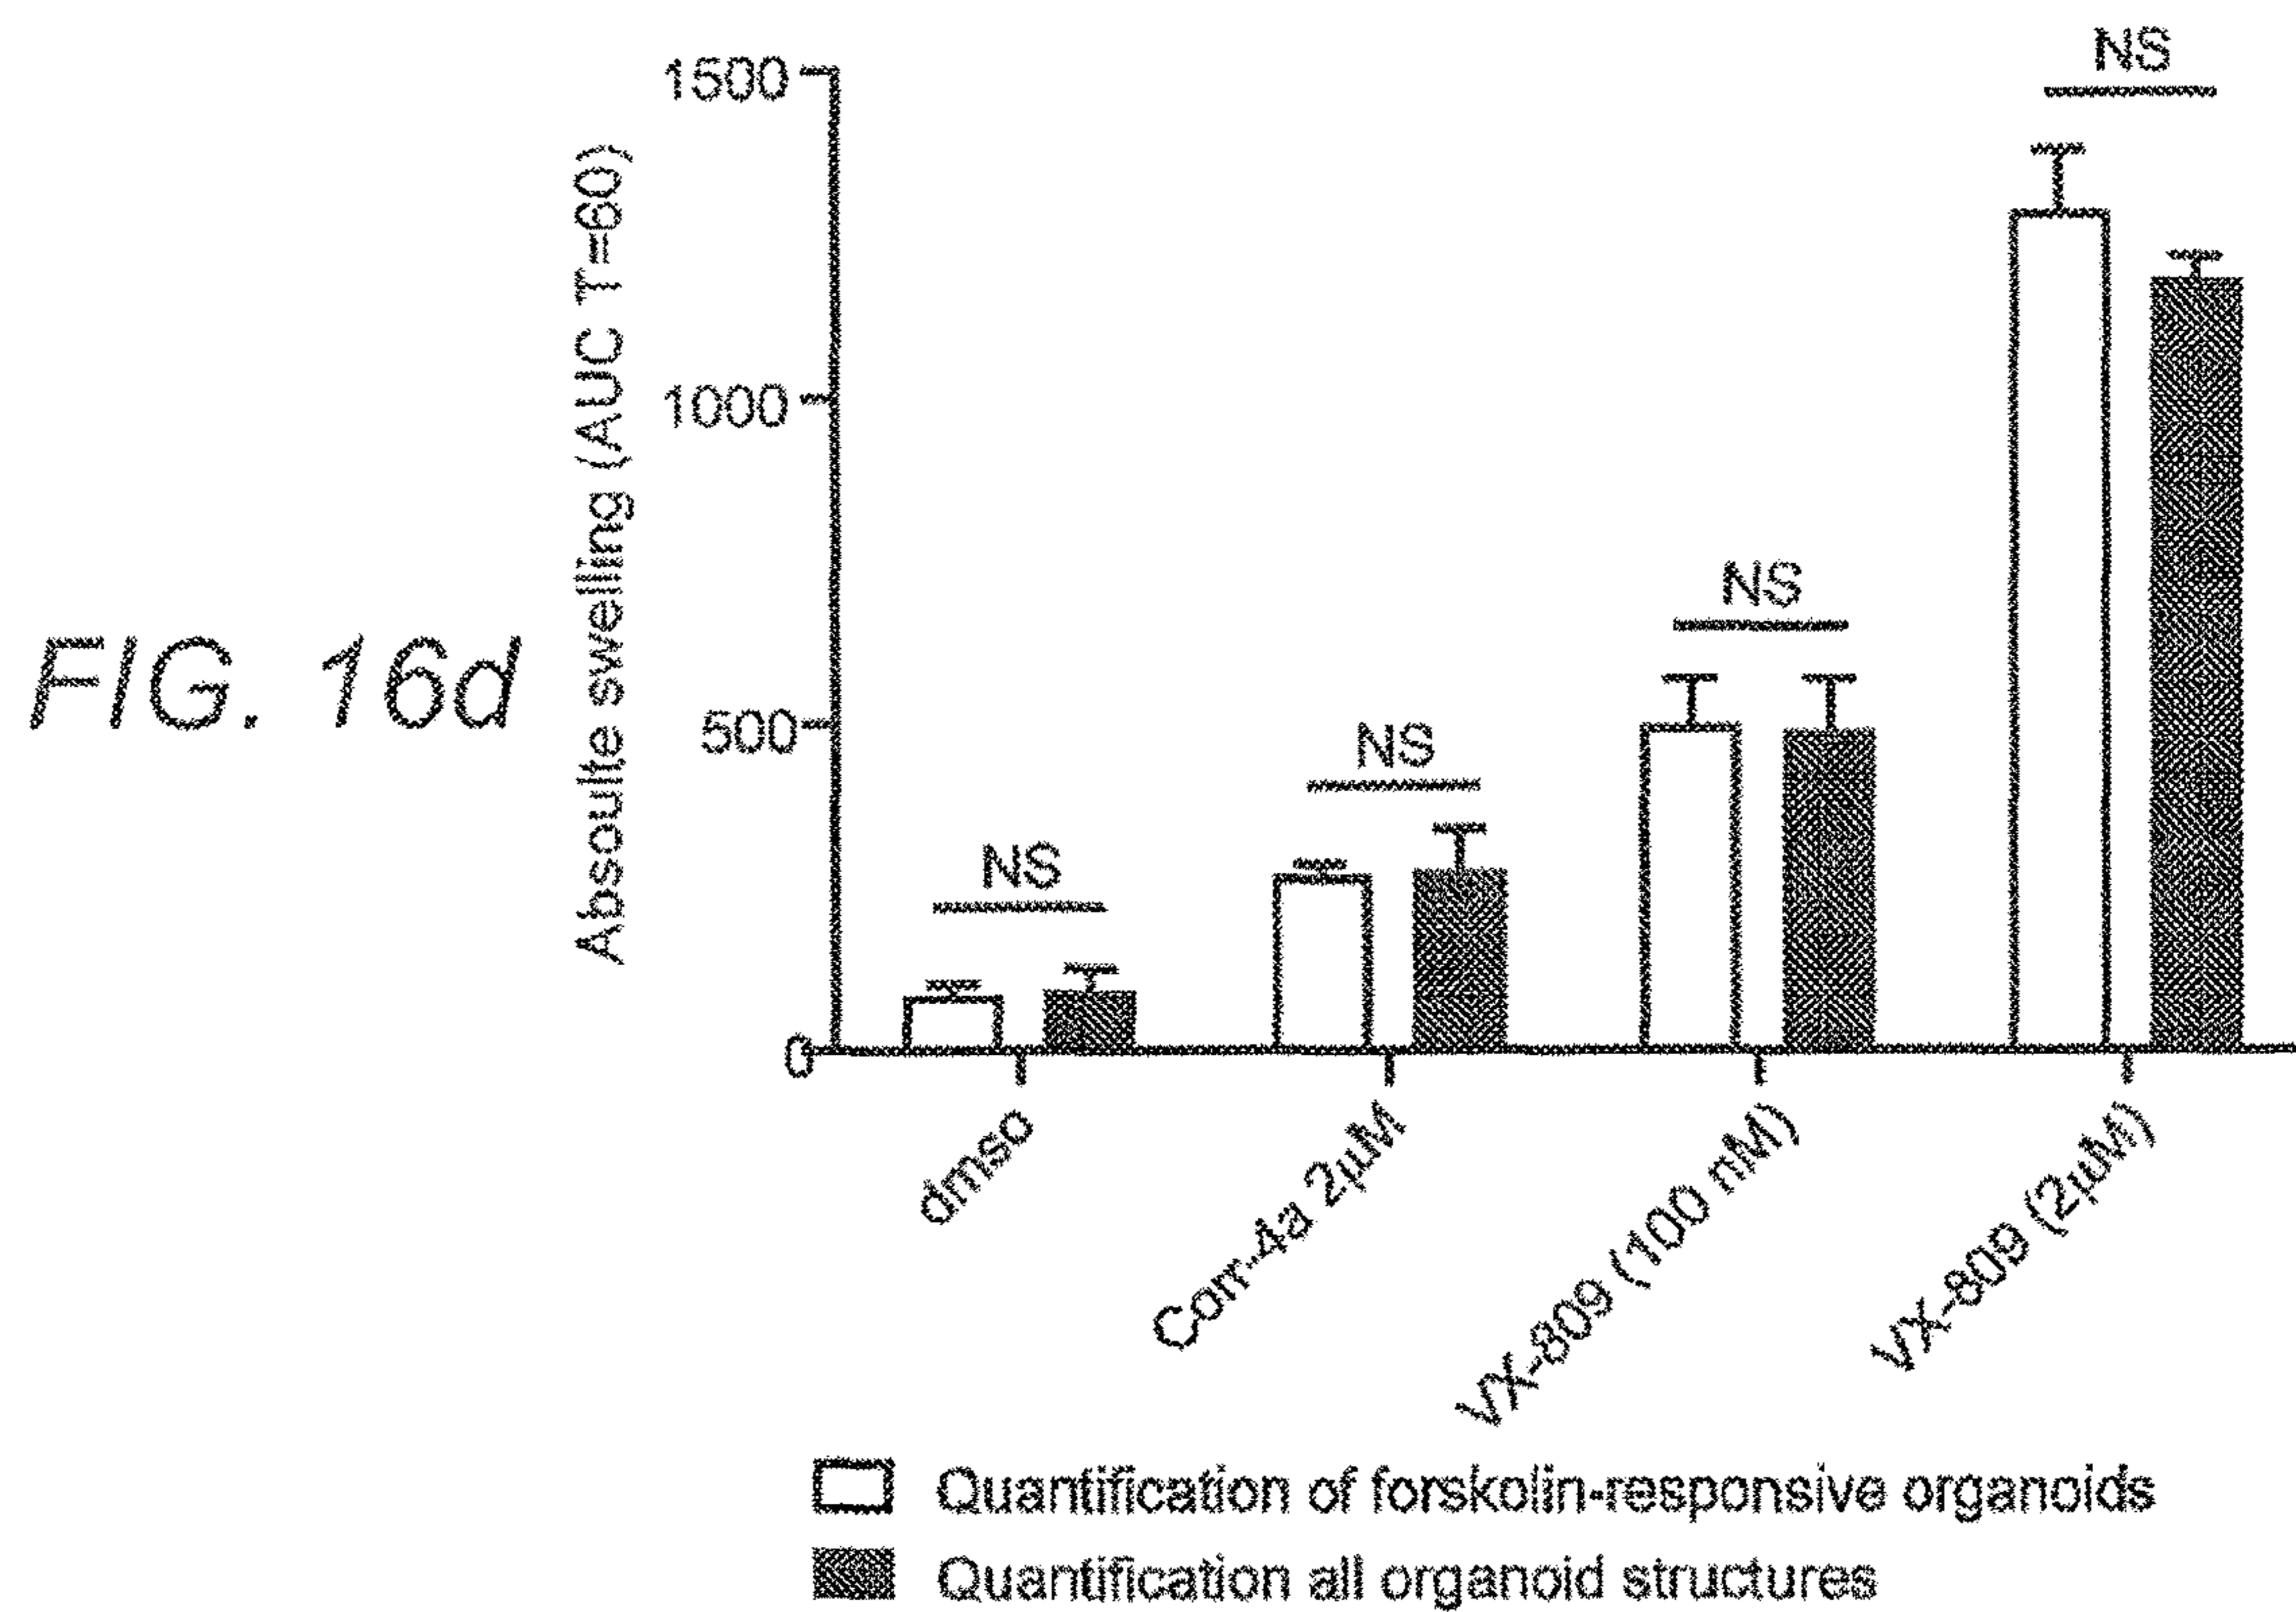 FIG. 16d
Absoulte swelling (AUC T=60)
1500
1000
500
0
NS
NS
NS
NS
dmso
Corr-4a 2µM
VX-809 (100 nM)
VX-809 (2µM)
Quantification of forskolin-responsive organoids
Quantification all organoid structures